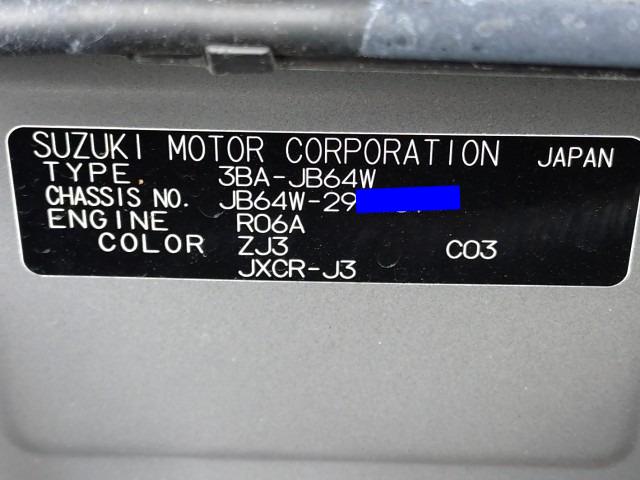 SUZUKI MOTOR CORPORATION JAPAN
TYPE 3BA-JB64W
CHASSIS NO. JB64W-29
ENGINE R06A
COLOR ZJ3 C03
JXCR-J3